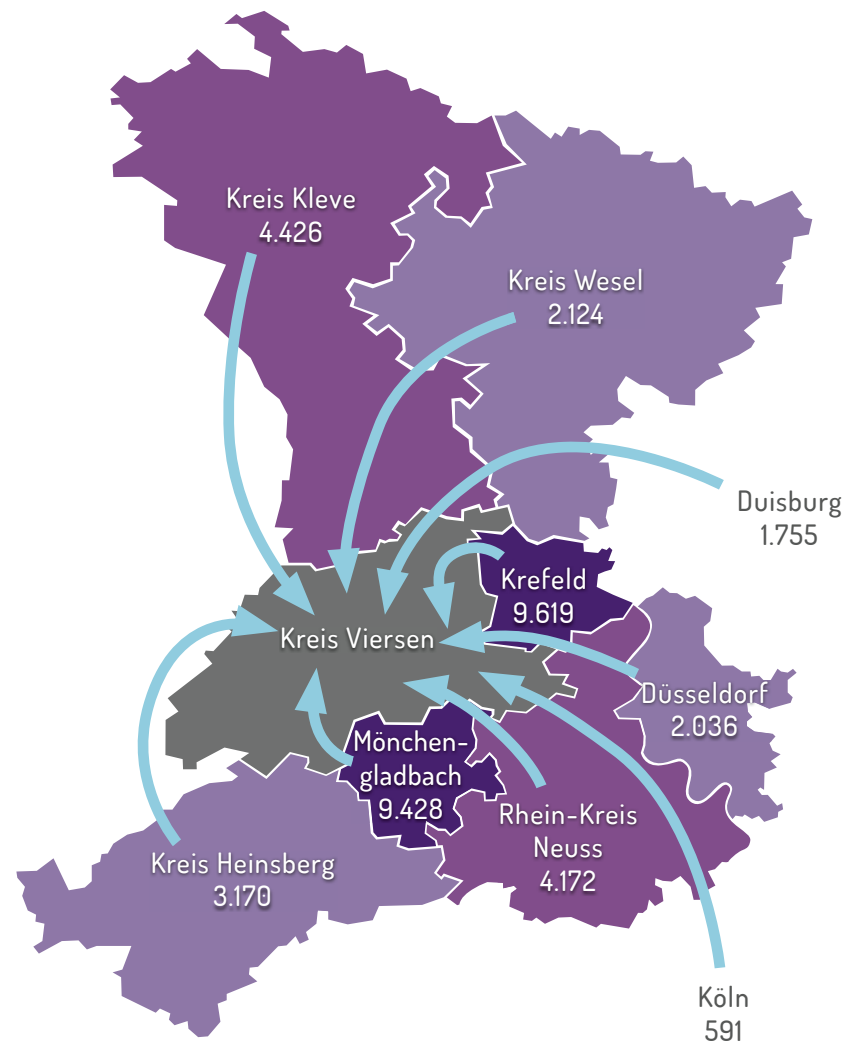 Kreis Kleve
4.426
Kreis Wesel
2.124
Duisburg
1.755
Krefeld
9.619
Kreis Viersen
Düsseldorf
2.036
Mönchen-
gladbach
9.428
Rhein-Kreis
Neuss
4.172
Kreis Heinsberg
3.170
Köln
591